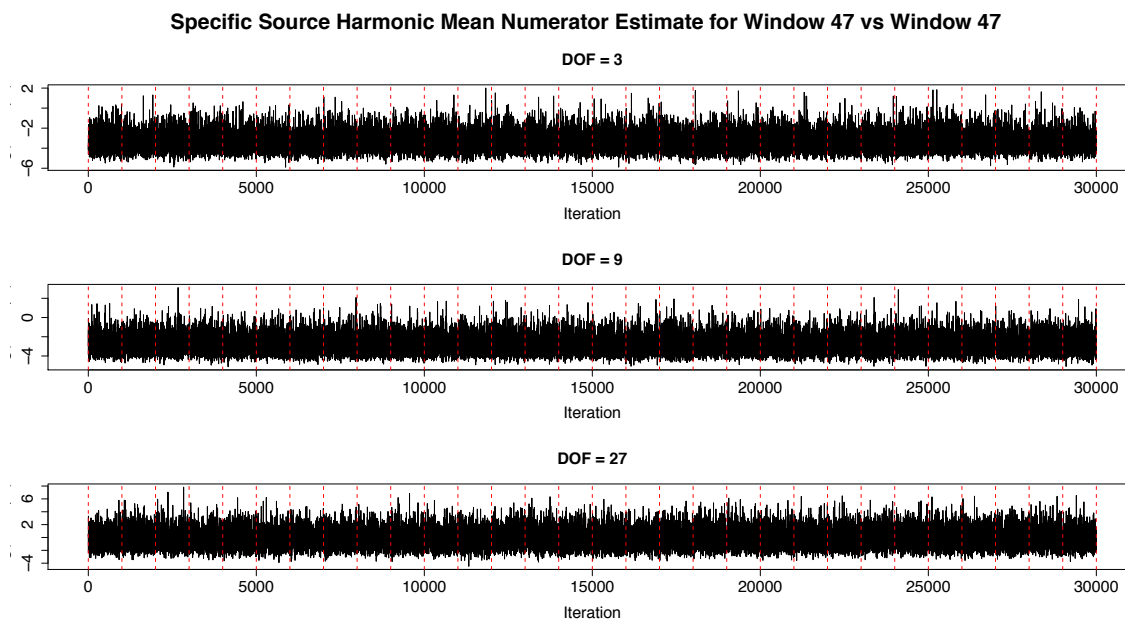 Specific Source Harmonic Mean Numerator Estimate for Window 47 vs Window 47
DOF = 3
2
-2
-6
0 5000 10000 15000 20000 25000 30000
Iteration
DOF = 9
0
-4
0 5000 10000 15000 20000 25000 30000
Iteration
DOF = 27
6
2
-4
0 5000 10000 15000 20000 25000 30000
Iteration